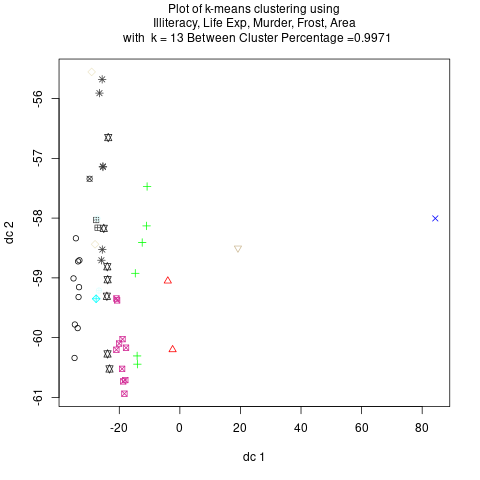 Plot of k-means clustering using
Illiteracy, Life Exp, Murder, Frost, Area
with  k = 13 Between Cluster Percentage =0.9971
-56
-57
-58
-59
-60
-61
dc 2
-20
0
20
40
60
80
dc 1